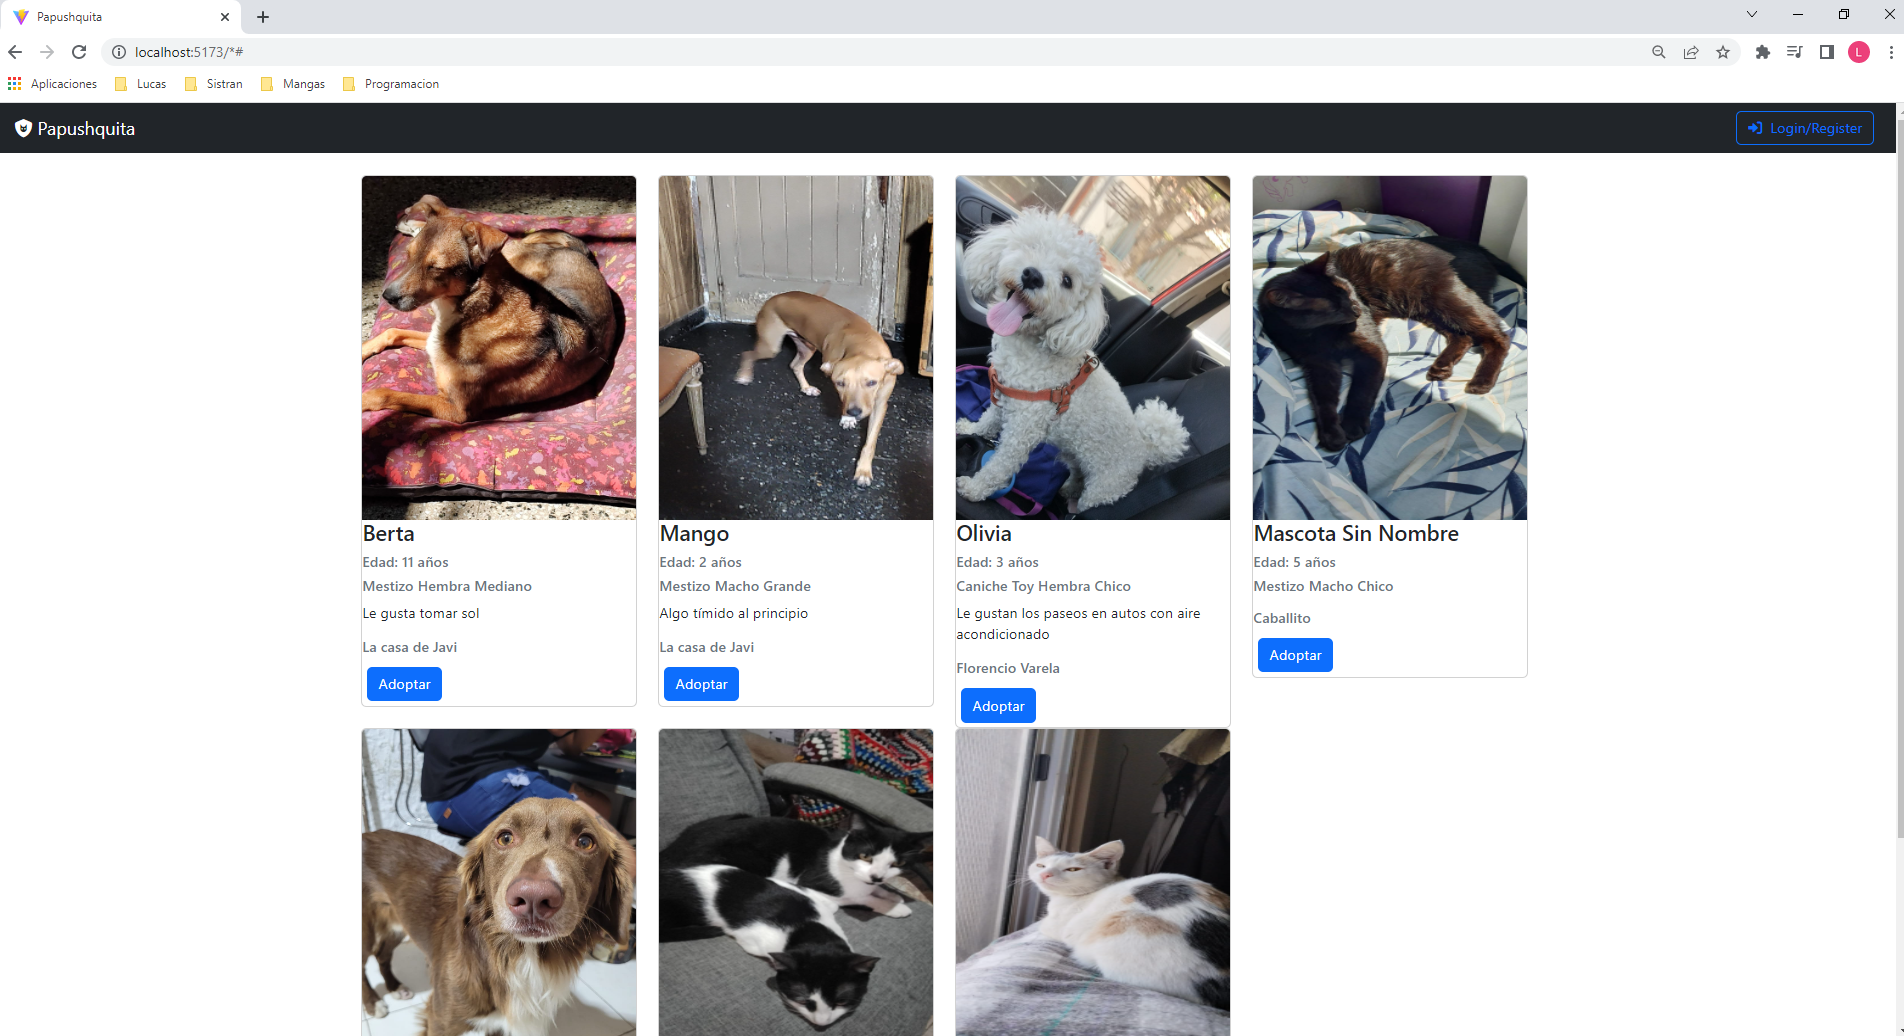 Papushquita
localhost:5173/*#
Aplicaciones
Lucas
Sistran
Mangas
Programacion
L
Papushquita
Login/Register
Berta
Edad: 11 años
Mestizo Hembra Mediano
Le gusta tomar sol
La casa de Javi
Adoptar
Mango
Edad: 2 años
Mestizo Macho Grande
Algo tímido al principio
La casa de Javi
Adoptar
Olivia
Edad: 3 años
Caniche Toy Hembra Chico
Le gustan los paseos en autos con aire
acondicionado
Florencio Varela
Adoptar
Mascota Sin Nombre
Edad: 5 años
Mestizo Macho Chico
Caballito
Adoptar